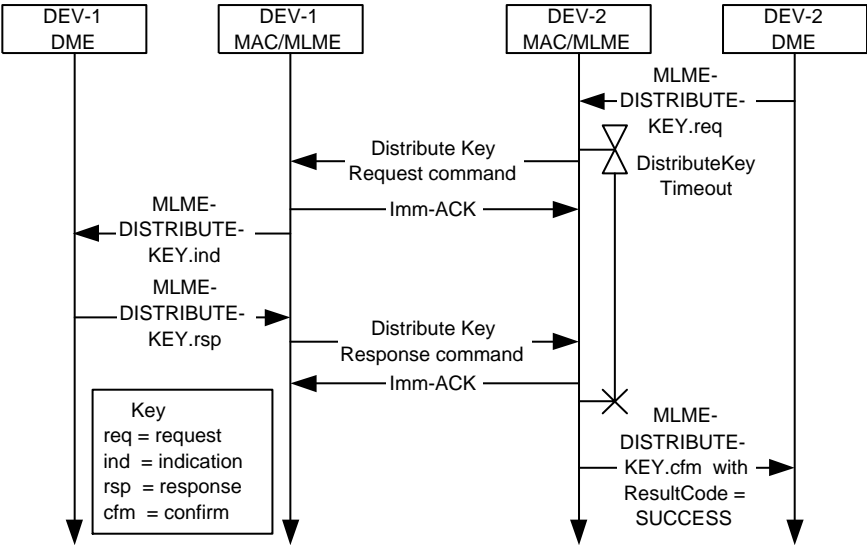 DEV-1
DME
DEV-1
MAC/MLME
DEV-2
MAC/MLME
DEV-2
DME
MLME-
DISTRIBUTE-
KEY.req
Distribute Key
Request command
DistributeKey
Timeout
Imm-ACK
MLME-
DISTRIBUTE-
KEY.ind
MLME-
DISTRIBUTE-
KEY.rsp
Distribute Key
Response command
Imm-ACK
MLME-
DISTRIBUTE-
KEY.cfm with
ResultCode =
SUCCESS
Key
req = request
ind = indication
rsp = response
cfm = confirm